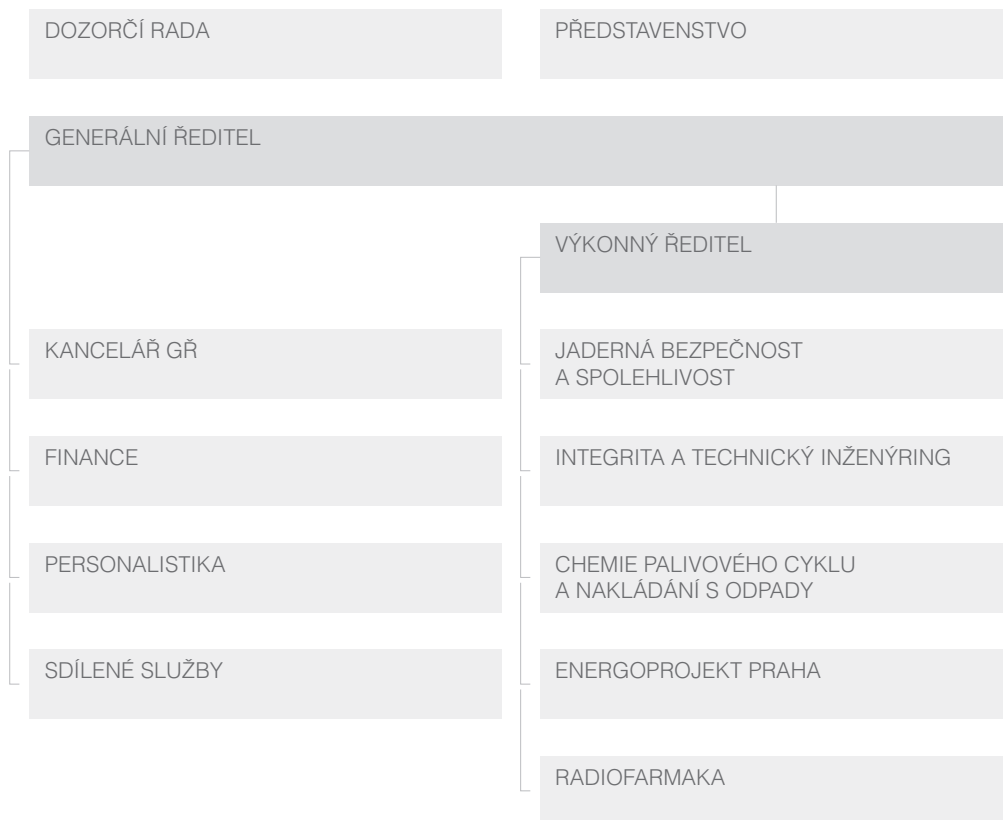 DOZORČÍ RADA
PŘEDSTAVENSTVO
GENERÁLNÍ ŘEDITEL
VÝKONNÝ ŘEDITEL
KANCELÁŘ GŘ
JADERNÁ BEZPEČNOST
A SPOLEHLIVOST
FINANCE
INTEGRITA A TECHNICKÝ INŽENÝRING
PERSONALISTIKA
CHEMIE PALIVOVÉHO CYKLU
A NAKLÁDÁNÍ S ODPADY
SDÍLENÉ SLUŽBY
ENERGOPROJEKT PRAHA
RADIOFARMAKA